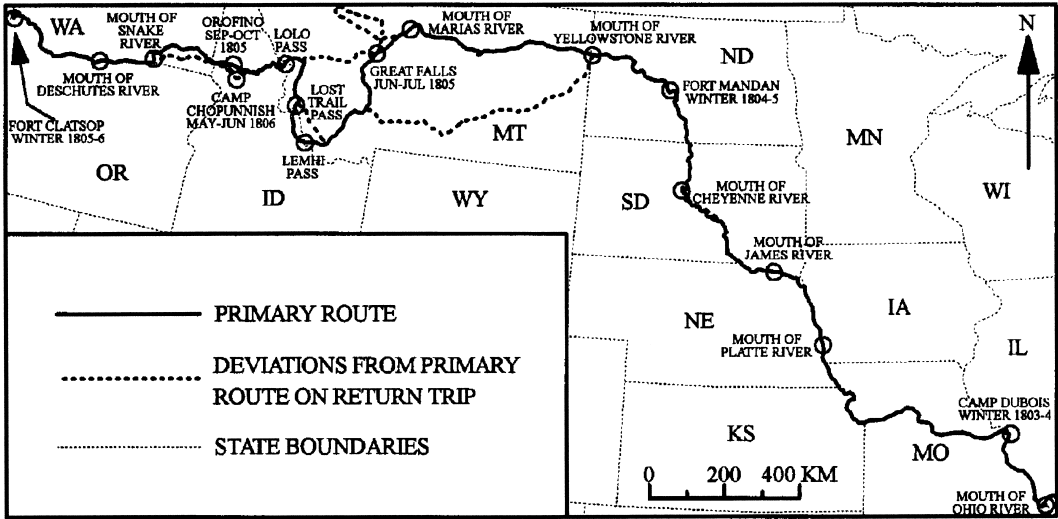 WA
MOUTH OF
SNAKE
RIVER
OROFINO
SEP-OCT
1805
LOLO
PASS
MOUTH OF
MARIAS RIVER
MOUTH OF
YELLOWSTONE RIVER
N
ND
MOUTH OF
DESCHUTES RIVER
GREAT FALLS
JUN-JUL 1805
FORT MANDAN
WINTER 1804-5
CAMP
CHOPUNNISH
MAY-JUN 1806
LOST
TRAIL
PASS
FORT CLATSOP
WINTER 1805-6
MT
MN
LEMHI
PASS
OR
ID
WY
SD
MOUTH OF
CHEYENNE RIVER
WI
MOUTH OF
JAMES RIVER
PRIMARY ROUTE
NE
IA
MOUTH OF
PLATTE RIVER
IL
DEVIATIONS FROM PRIMARY
ROUTE ON RETURN TRIP
CAMP DUBOIS
WINTER 1803-4
STATE BOUNDARIES
KS
MO
0 200 400 KM
MOUTH OF
OHIO RIVER